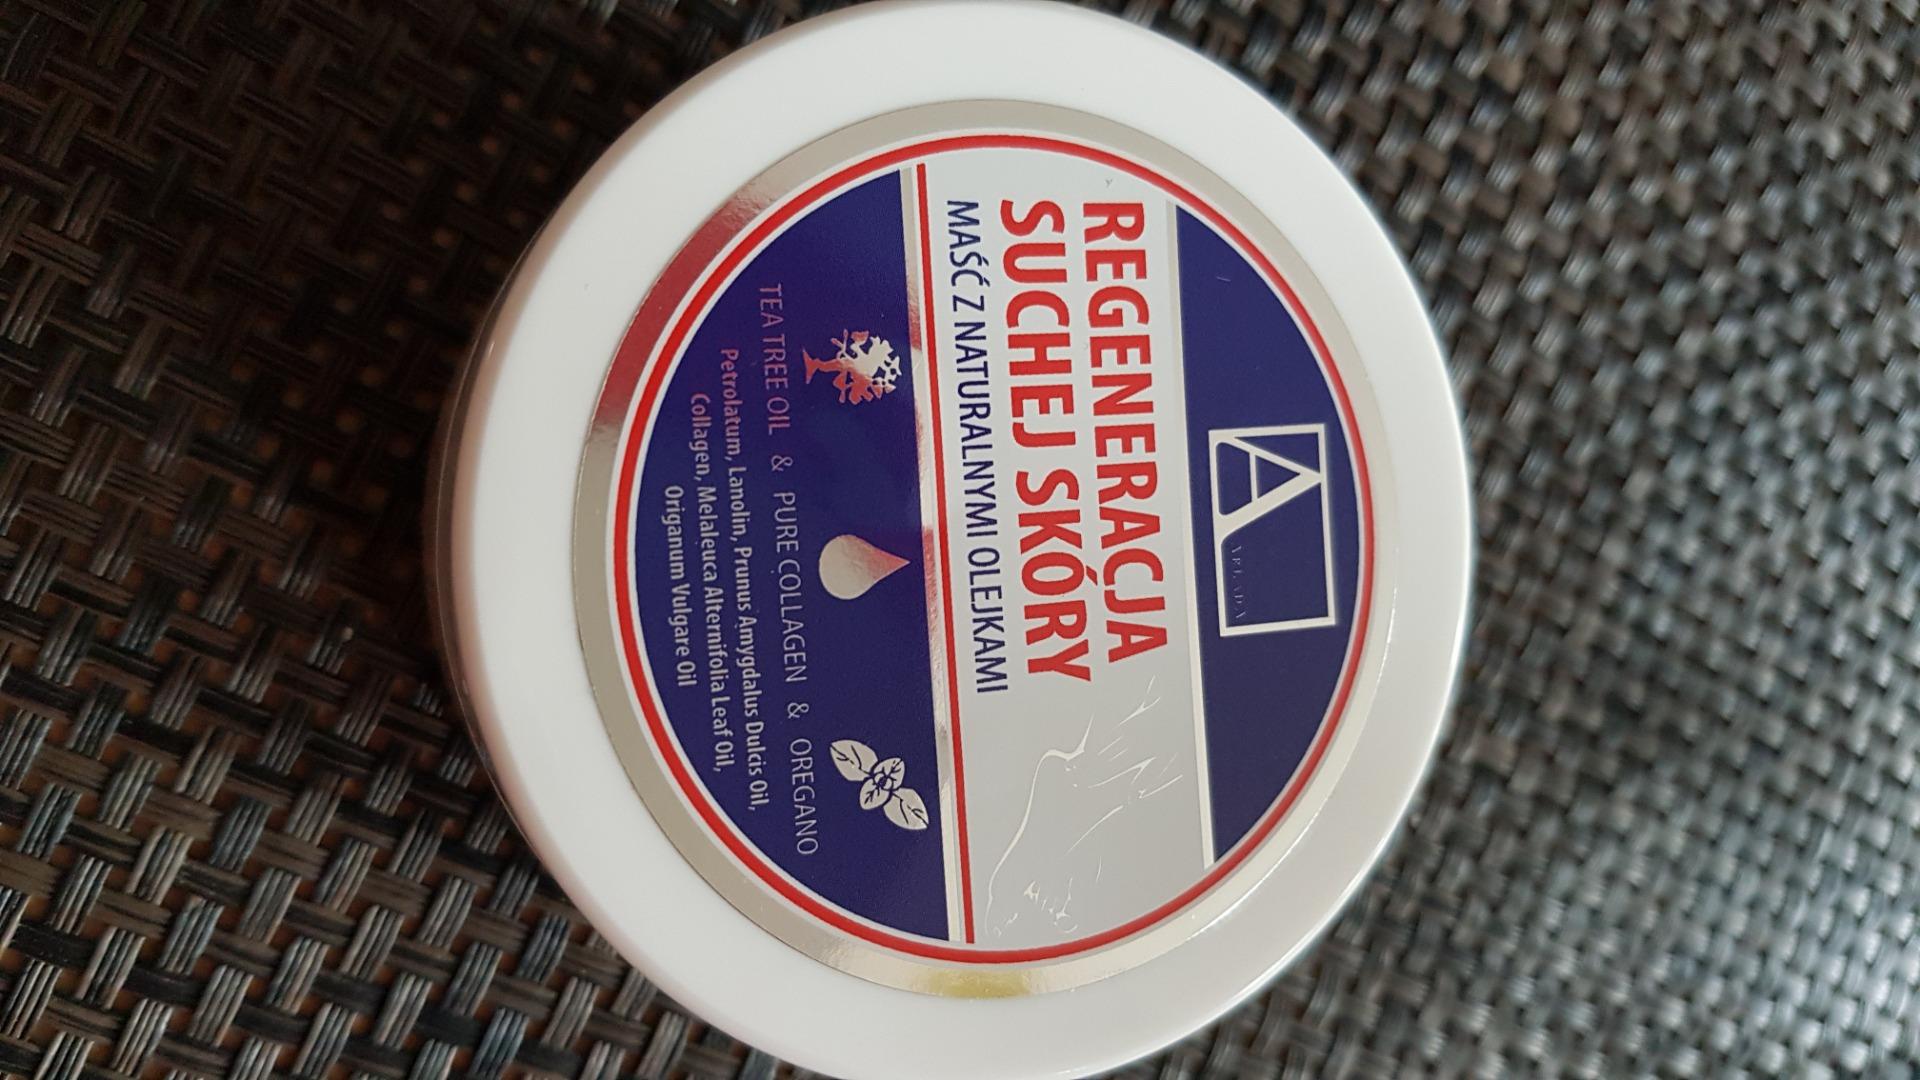 A
ARKADA
REGENERACJA
SUCHEJ SKÓRY
MAŚĆ Z NATURALNYMI OLEJKAMI
TEA TREE OIL & PURE COLLAGEN & OREGANO
Petrolatum, Lanolin, Prunus Amygdalus Dulcis Oil,
Collagen, Melaleuca Alternifolia Leaf Oil,
Origanum Vulgare Oil